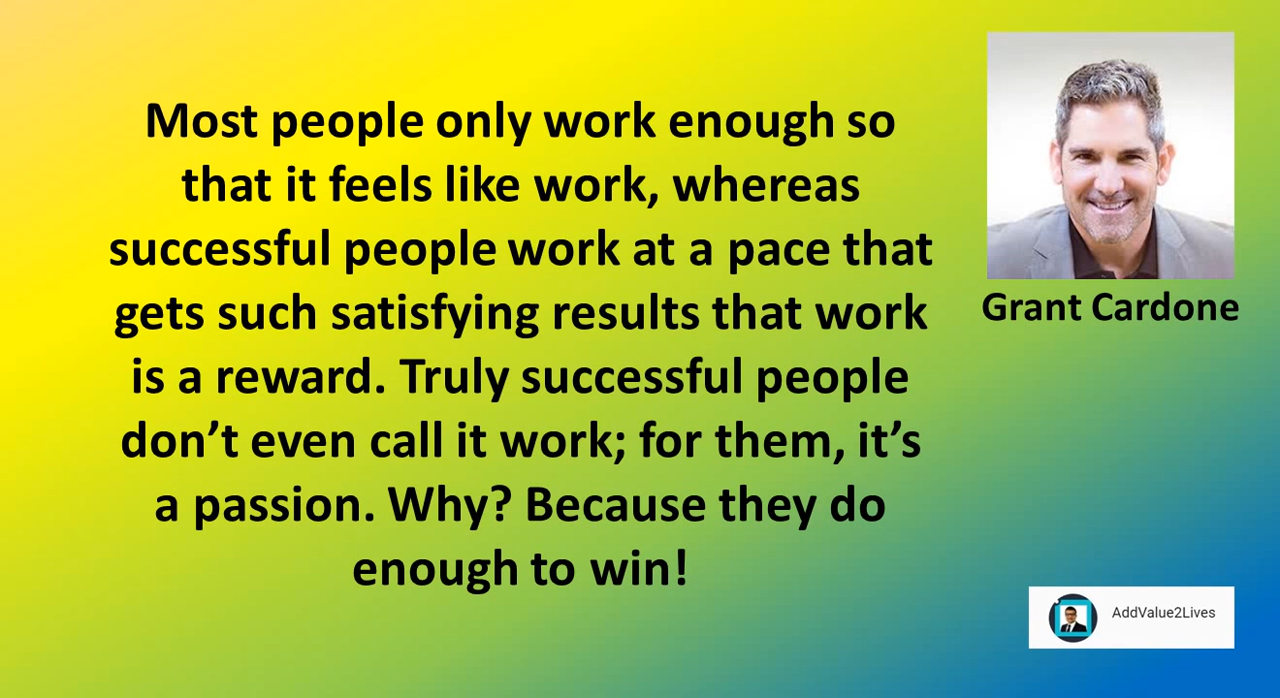 Most people only work enough so
that it feels like work, whereas
successful people work at a pace that
gets such satisfying results that work
is a reward. Truly successful people
don’t even call it work; for them, it’s
a passion. Why? Because they do
enough to win!
Grant Cardone
AddValue2Lives